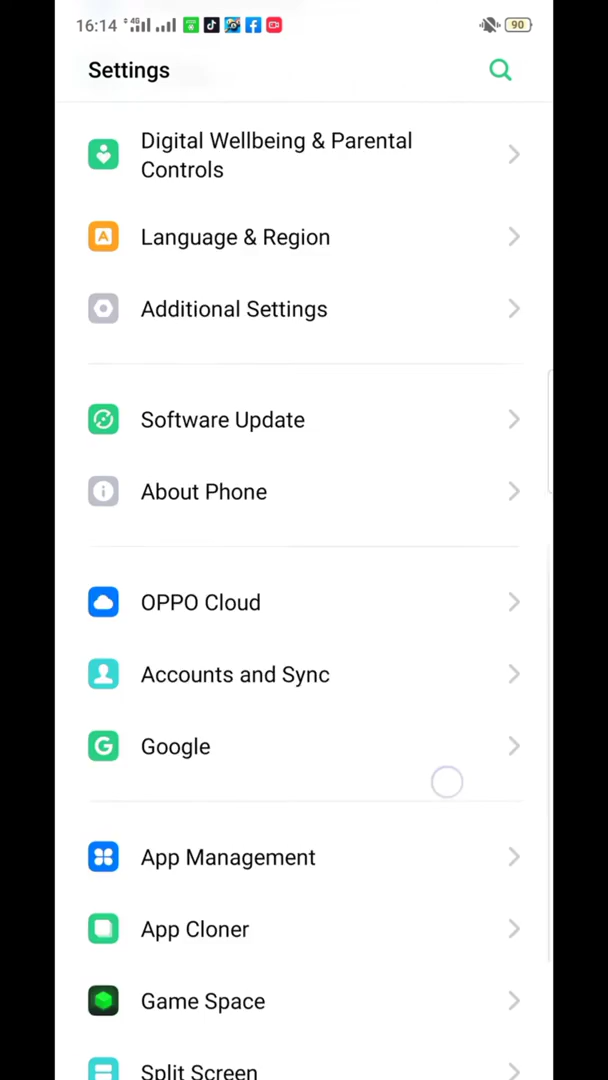 16:14 4G 90
Settings
Digital Wellbeing & Parental
Controls
Language & Region
Additional Settings
Software Update
About Phone
OPPO Cloud
Accounts and Sync
Google
App Management
App Cloner
Game Space
Split Screen